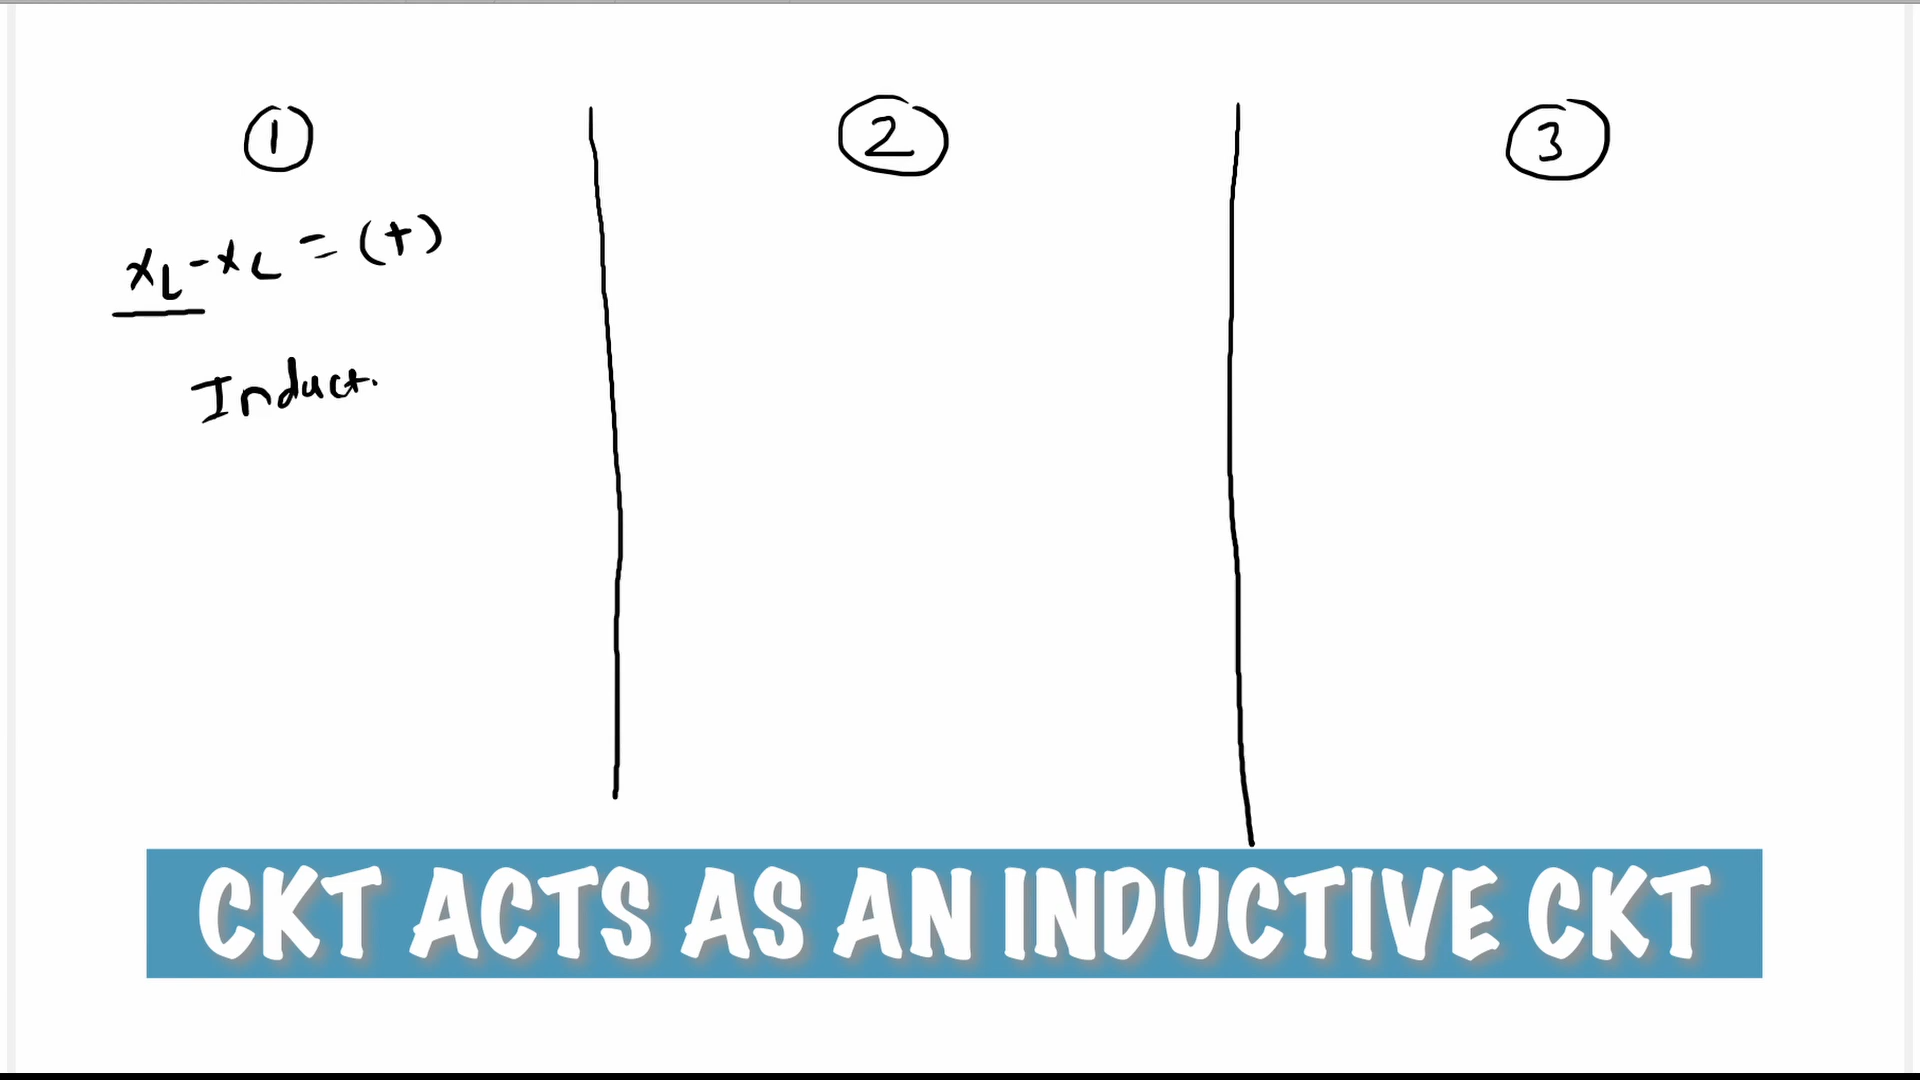 ① ② ③
xL - xc = (+)
Induct.
CKT ACTS AS AN INDUCTIVE CKT